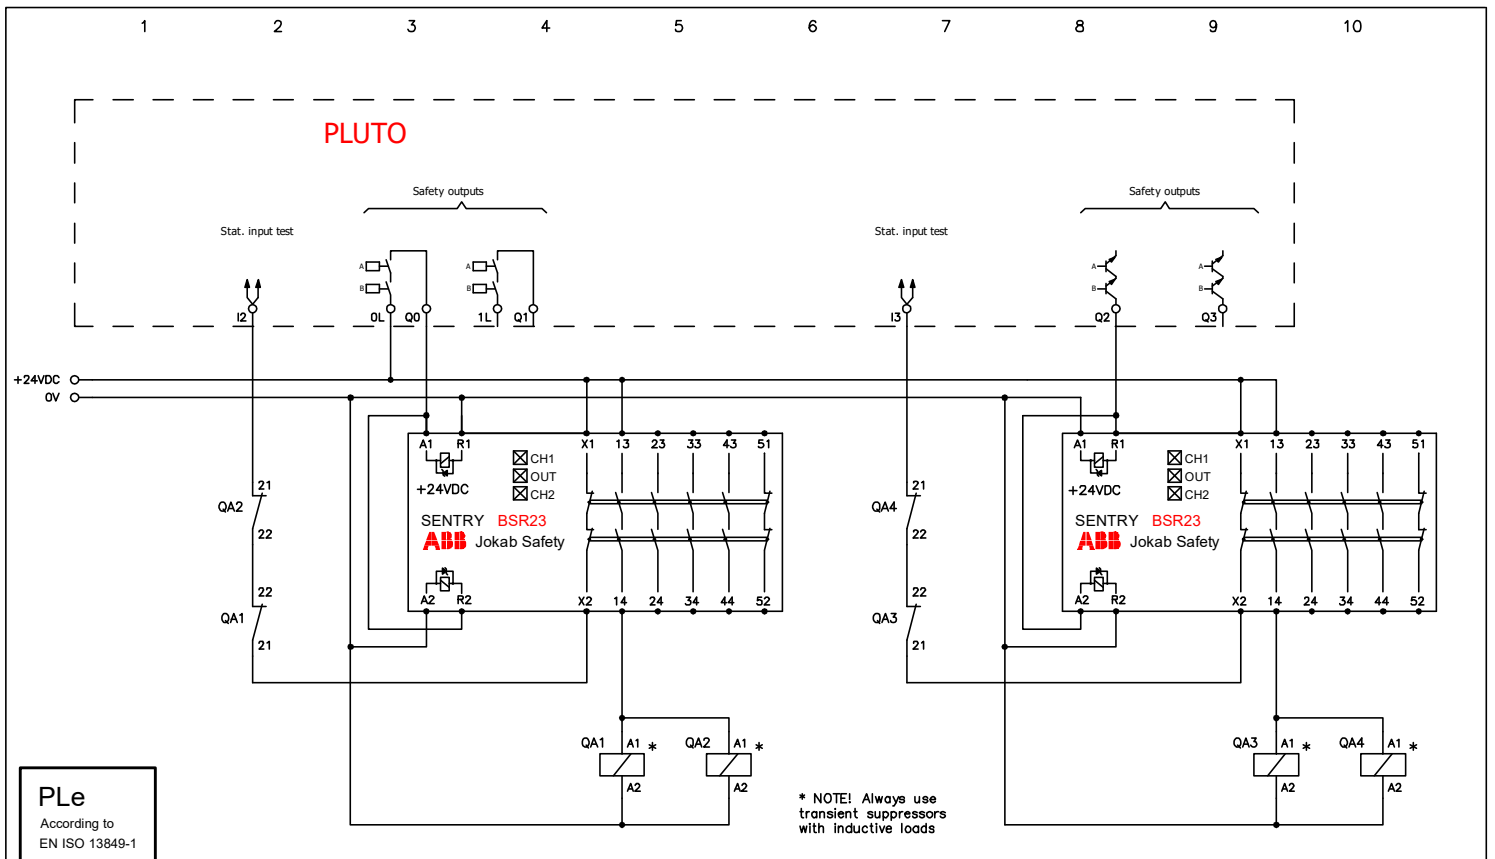 1 2 3 4 5 6 7 8 9 10
PLUTO
Safety outputs Safety outputs
Stat. input test Stat. input test
A A A A
B B B B
I2 0L Q0 1L Q1 I3 Q2 Q3
+24VDC
0V
A1 R1 X1 13 23 33 43 51 A1 R1 X1 13 23 33 43 51
CH1 CH1
OUT OUT
+24VDC CH2 +24VDC CH2
21 21
QA2 QA4
SENTRY BSR23 SENTRY BSR23
22 22
ABB Jokab Safety ABB Jokab Safety
22 22
A2 R2 X2 14 24 34 44 52 A2 R2 X2 14 24 34 44 52
QA1 QA3
21 21
QA1 A1 * QA2 A1 * QA3 A1 * QA4 A1 *
A2 A2 A2 A2
* NOTE! Always use
transient suppressors
with inductive loads
PLe
According to
EN ISO 13849-1